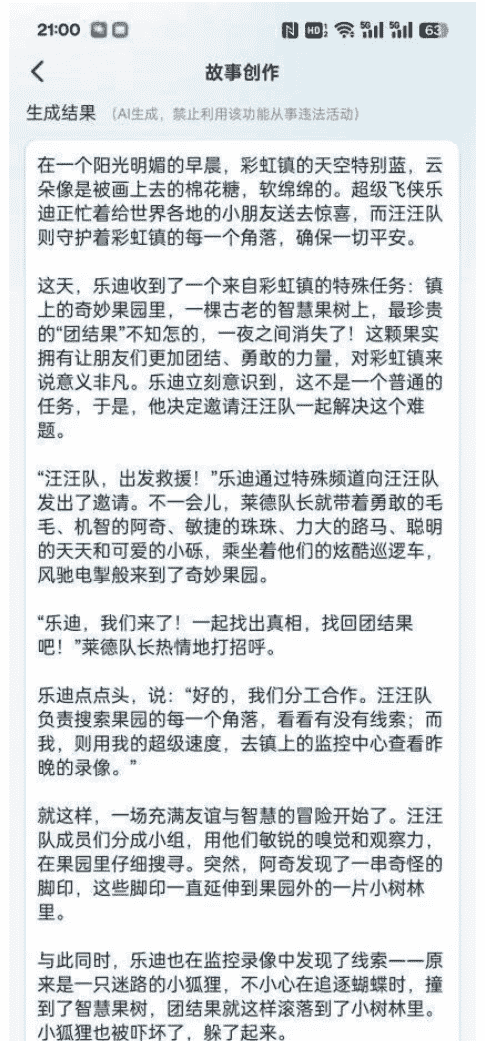 21:00
63
故事创作
生成结果 (AI生成，禁止利用该功能从事违法活动)
在一个阳光明媚的早晨，彩虹镇的天空特别蓝，云
朵像是被画上去的棉花糖，软绵绵的。超级飞侠乐
迪正忙着给世界各地的小朋友送去惊喜，而汪汪队
则守护着彩虹镇的每一个角落，确保一切平安。
这天，乐迪收到了一个来自彩虹镇的特殊任务：镇
上的奇妙果园里，一棵古老的智慧果树上，最珍贵
的“团结果”不知怎的，一夜之间消失了！这颗果实
拥有让朋友们更加团结、勇敢的力量，对彩虹镇来
说意义非凡。乐迪立刻意识到，这不是一个普通的
任务，于是，他决定邀请汪汪队一起解决这个难
题。
“汪汪队，出发救援！”乐迪通过特殊频道向汪汪队
发出了邀请。不一会儿，莱德队长就带着勇敢的毛
毛、机智的阿奇、敏捷的珠珠、力大的路马、聪明
的天天和可爱的小砾，乘坐着他们的炫酷巡逻车，
风驰电掣般来到了奇妙果园。
“乐迪，我们来了！一起找出真相，找回团结果
吧！”莱德队长热情地打招呼。
乐迪点点头，说：“好的，我们分工合作。汪汪队
负责搜索果园的每一个角落，看看有没有线索；而
我，则用我的超级速度，去镇上的监控中心查看昨
晚的录像。”
就这样，一场充满友谊与智慧的冒险开始了。汪汪
队成员们分成小组，用他们敏锐的嗅觉和观察力，
在果园里仔细搜寻。突然，阿奇发现了一串奇怪的
脚印，这些脚印一直延伸到果园外的一片小树林
里。
与此同时，乐迪也在监控录像中发现了线索——原
来是一只迷路的小狐狸，不小心在追逐蝴蝶时，撞
到了智慧果树，团结果就这样滚落到了小树林里。
小狐狸也被吓坏了，躲了起来。